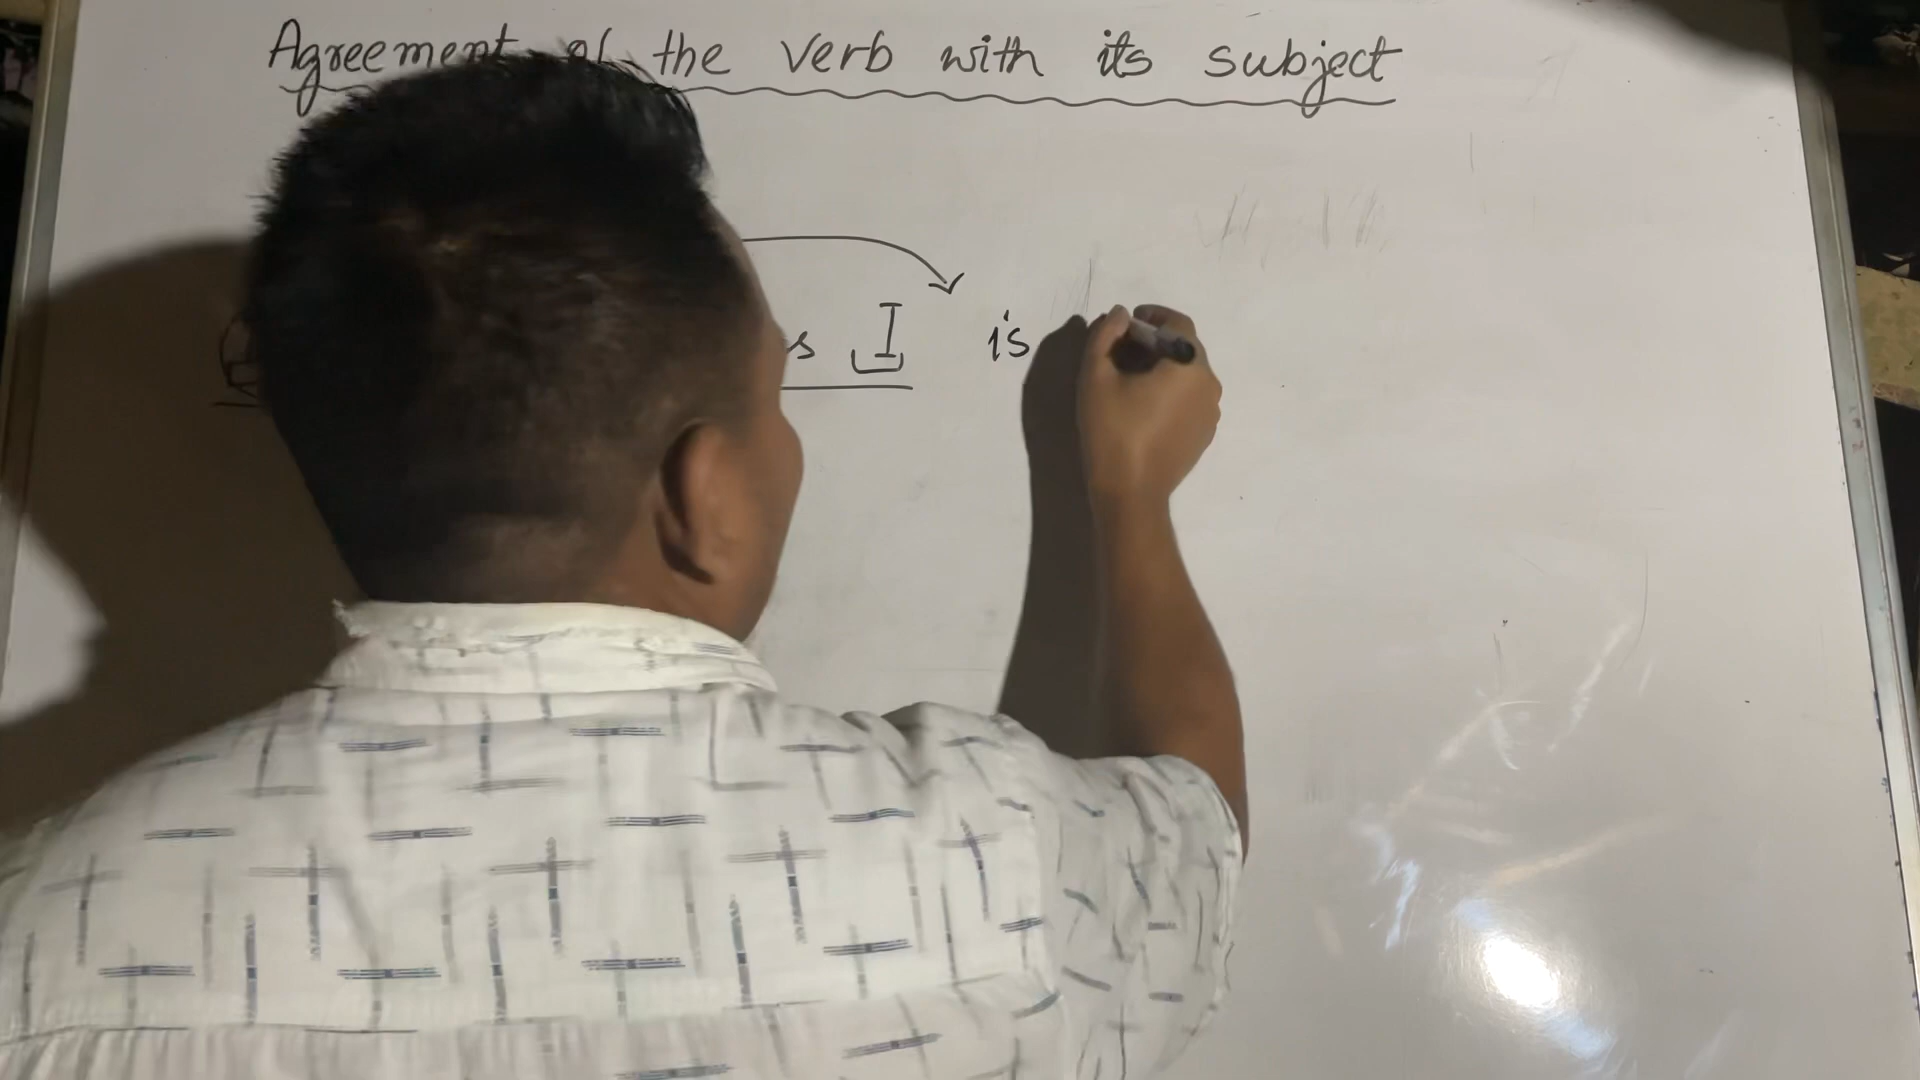 Agreement of the verb with its subject
I is